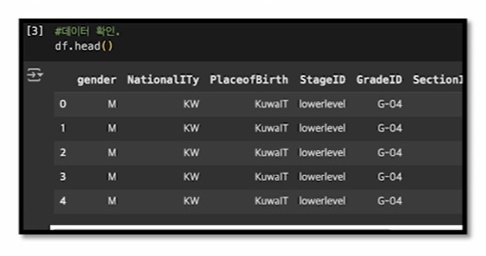 [3] #데이터 확인.
df.head()
gender NationalITy PlaceofBirth StageID GradeID SectionI
0 M KW KuwaIT lowerlevel G-04
1 M KW KuwaIT lowerlevel G-04
2 M KW KuwaIT lowerlevel G-04
3 M KW KuwaIT lowerlevel G-04
4 M KW KuwaIT lowerlevel G-04